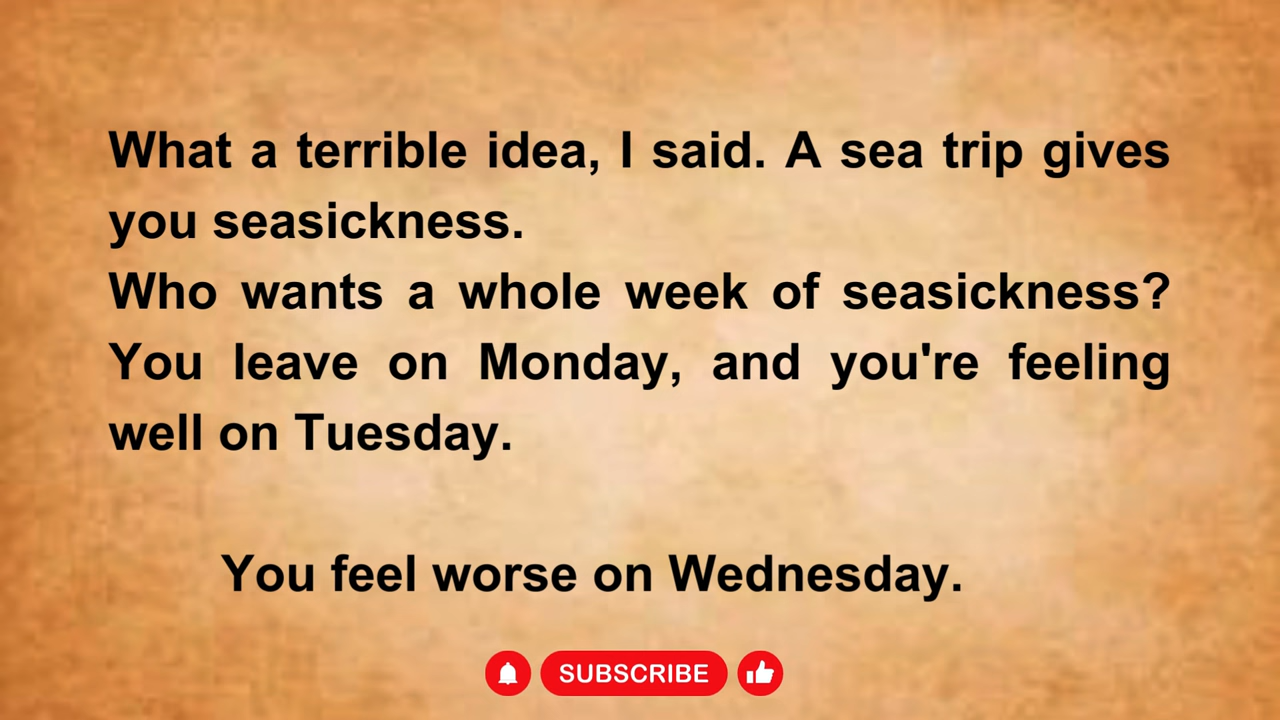 What a terrible idea, I said. A sea trip gives
you seasickness.
Who wants a whole week of seasickness?
You leave on Monday, and you're feeling
well on Tuesday.
You feel worse on Wednesday.
SUBSCRIBE